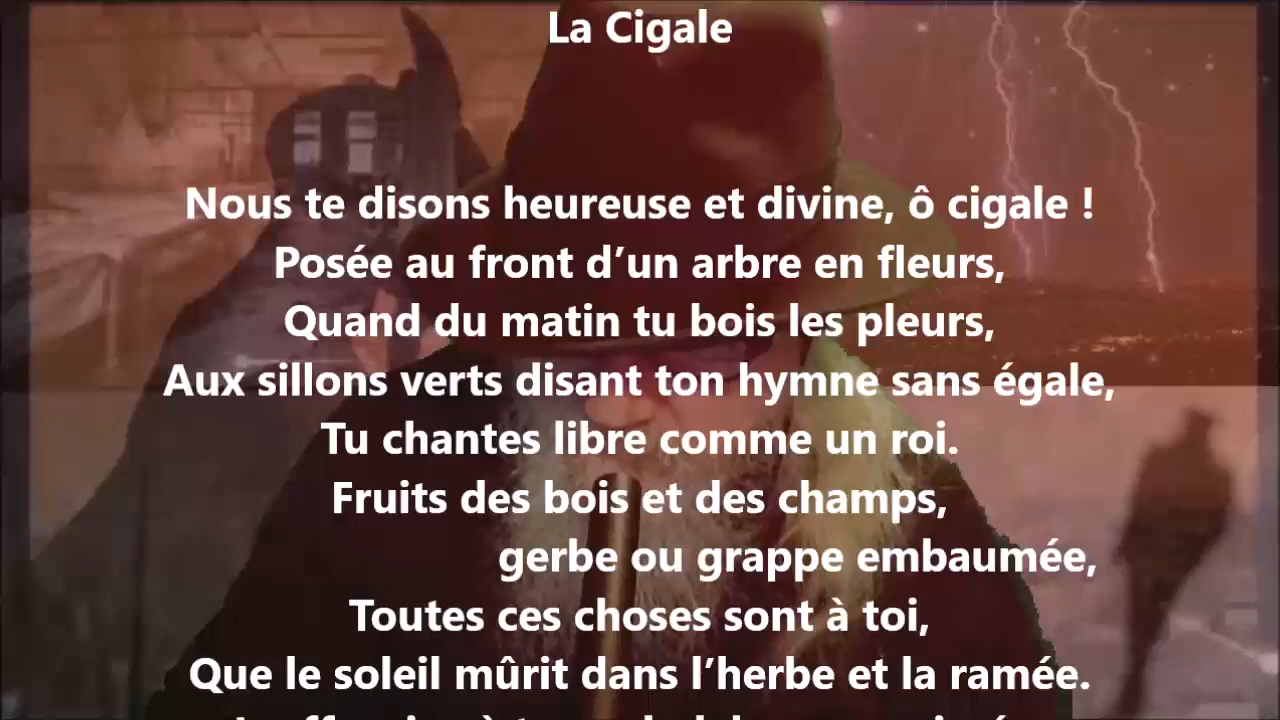 La Cigale
Nous te disons heureuse et divine, ô cigale !
Posée au front d’un arbre en fleurs,
Quand du matin tu bois les pleurs,
Aux sillons verts disant ton hymne sans égale,
Tu chantes libre comme un roi.
Fruits des bois et des champs,
gerbe ou grappe embaumée,
Toutes ces choses sont à toi,
Que le soleil mûrit dans l’herbe et la ramée.